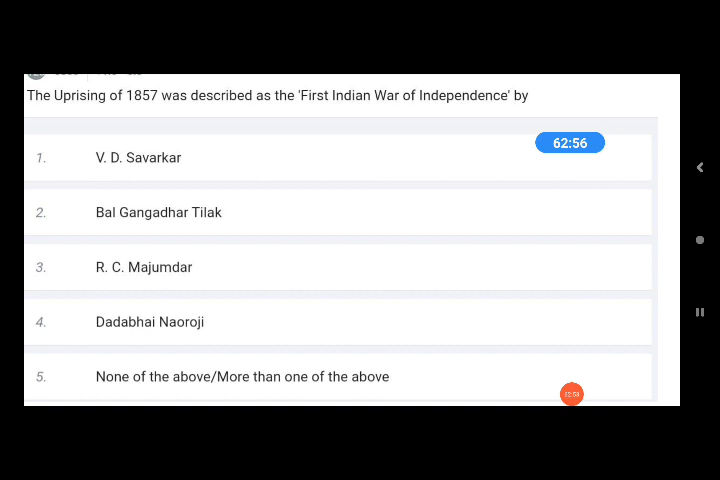 The Uprising of 1857 was described as the 'First Indian War of Independence' by
62:56
1. V. D. Savarkar
2. Bal Gangadhar Tilak
3. R. C. Majumdar
4. Dadabhai Naoroji
5. None of the above/More than one of the above